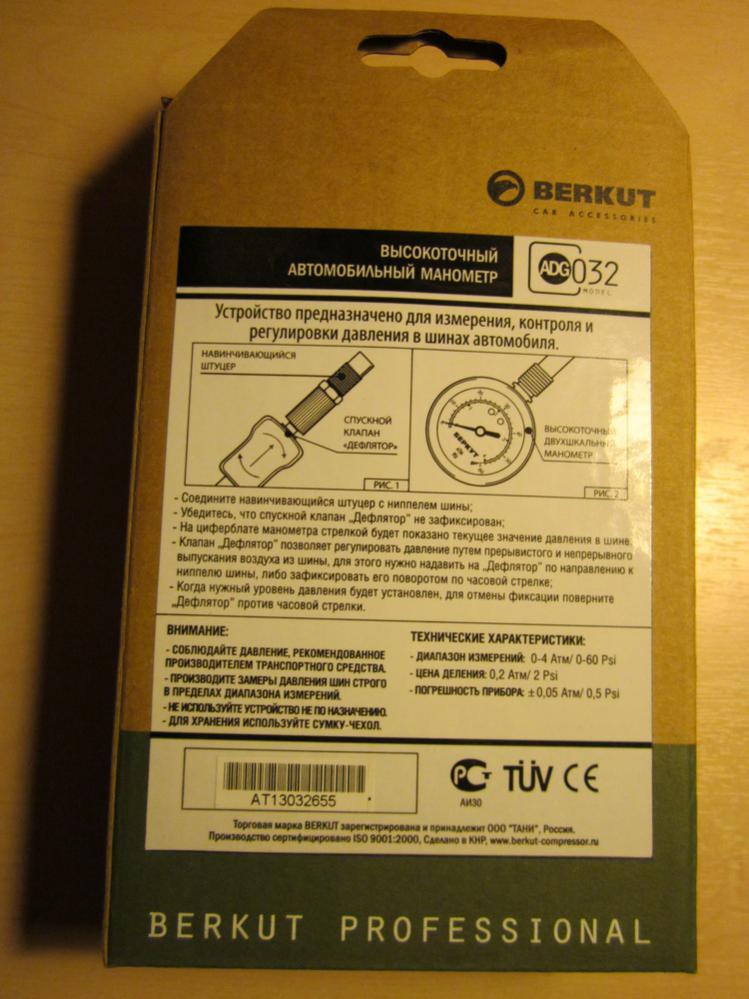 BERKUT
CAR ACCESSORIES
ВЫСОКОТОЧНЫЙ
АВТОМОБИЛЬНЫЙ МАНОМЕТР
ADG 032
MODEL
Устройство предназначено для измерения, контроля и
регулировки давления в шинах автомобиля.
НАВИНЧИВАЮЩИЙСЯ
ШТУЦЕР
СПУСКНОЙ
КЛАПАН
«ДЕФЛЯТОР»
РИС. 1
БЕРКУТ
ВЫСОКОТОЧНЫЙ
ДВУХШКАЛЬНЫЙ
МАНОМЕТР
РИС. 2
- Соедините навинчивающийся штуцер с ниппелем шины;
- Убедитесь, что спускной клапан „Дефлятор" не зафиксирован;
- На циферблате манометра стрелкой будет показано текущее значение давления в шине.
- Клапан „Дефлятор" позволяет регулировать давление путем прерывистого и непрерывного
выпускания воздуха из шины, для этого нужно надавить на „Дефлятор" по направлению к
ниппелю шины, либо зафиксировать его поворотом по часовой стрелке;
- Когда нужный уровень давления будет установлен, для отмены фиксации поверните
„Дефлятор" против часовой стрелки.
ВНИМАНИЕ:
- СОБЛЮДАЙТЕ ДАВЛЕНИЕ, РЕКОМЕНДОВАННОЕ
ПРОИЗВОДИТЕЛЕМ ТРАНСПОРТНОГО СРЕДСТВА.
- ПРОИЗВОДИТЕ ЗАМЕРЫ ДАВЛЕНИЯ ШИН СТРОГО
В ПРЕДЕЛАХ ДИАПАЗОНА ИЗМЕРЕНИЙ.
- НЕ ИСПОЛЬЗУЙТЕ УСТРОЙСТВО НЕ ПО НАЗНАЧЕНИЮ.
- ДЛЯ ХРАНЕНИЯ ИСПОЛЬЗУЙТЕ СУМКУ-ЧЕХОЛ.
ТЕХНИЧЕСКИЕ ХАРАКТЕРИСТИКИ:
- ДИАПАЗОН ИЗМЕРЕНИЙ: 0-4 Атм/ 0-60 Psi
- ЦЕНА ДЕЛЕНИЯ: 0,2 Атм/ 2 Psi
- ПОГРЕШНОСТЬ ПРИБОРА: ±0,05 Атм/ 0,5 Psi
AT13032655
РСТ TÜV CE
АИ30
Торговая марка BERKUT зарегистрирована и принадлежит ООО "ТАНИ", Россия.
Производство сертифицировано ISO 9001:2000, Сделано в КНР, www.berkut-compressor.ru
BERKUT PROFESSIONAL